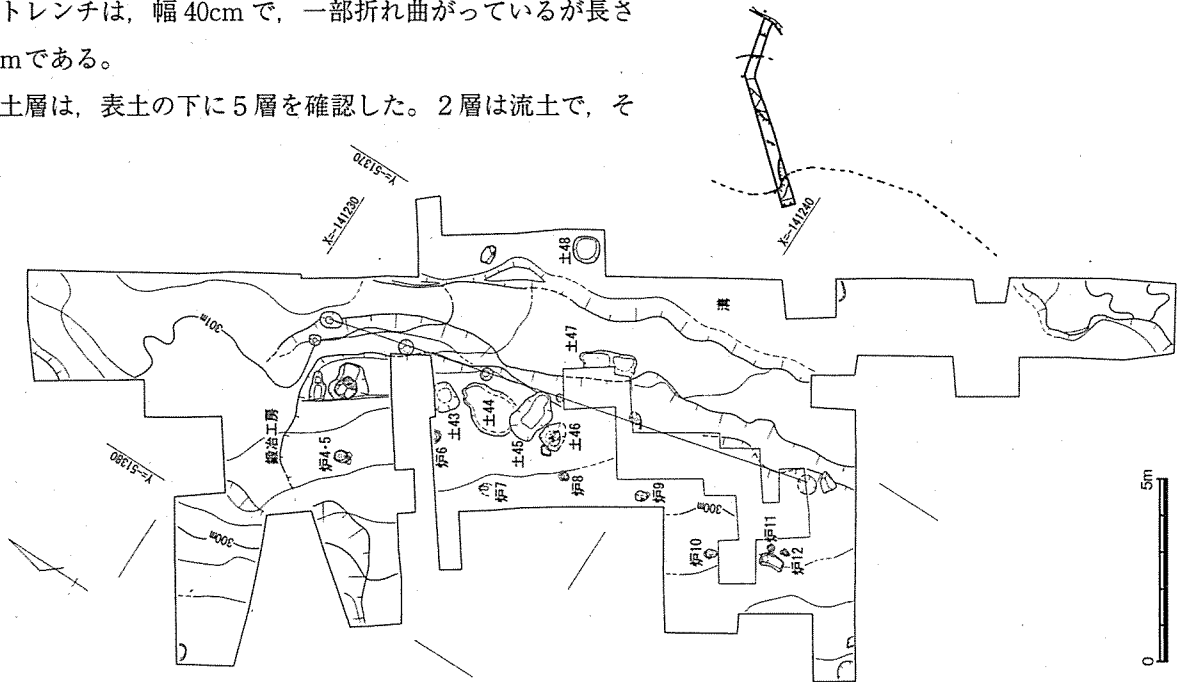 トレンチは，幅 40cm で，一部折れ曲がっているが長さ
mである。
土層は，表土の下に５層を確認した。２層は流土で，そ
Y=-51370
X=-141230
X=-141240
土48
溝
301m
土47
鍛冶工房
炉4・5
炉6
土43
土44
土45
土46
Y=-51380
炉7
炉8
炉9
300m
300m
炉10
炉11
炉12
5m
0